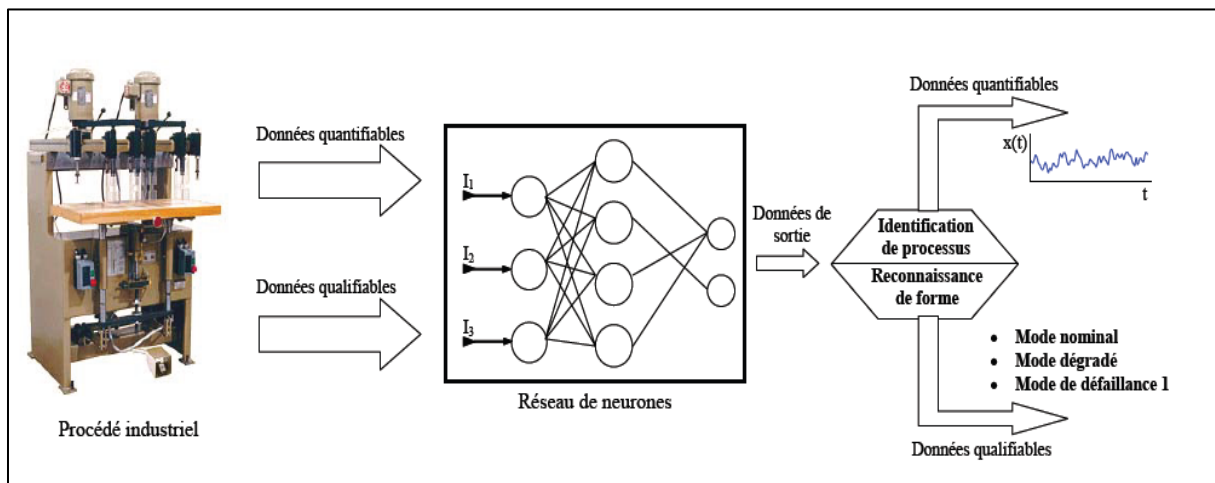 Procédé industriel
Données quantifiables
Données qualifiables
I1
I2
I3
Réseau de neurones
Données de
sortie
Identification
de processus
Reconnaissance
de forme
Données quantifiables
x(t)
t
• Mode nominal
• Mode dégradé
• Mode de défaillance 1
Données qualifiables